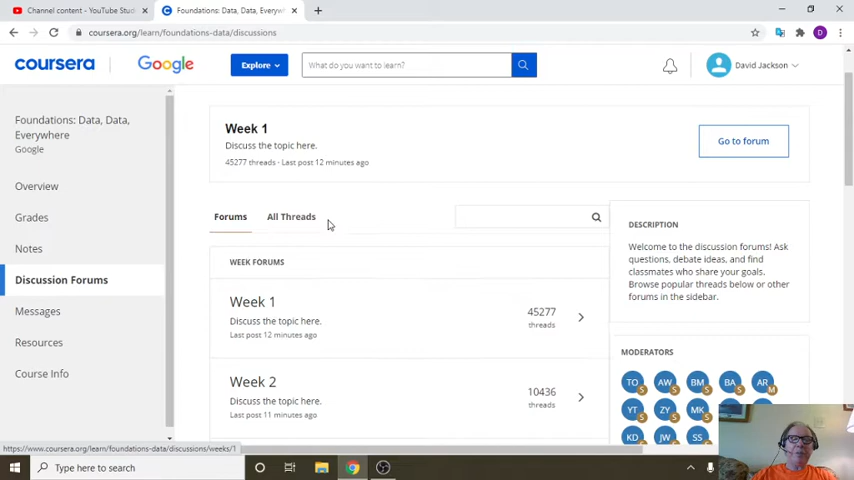 Channel content - YouTube Stud
Foundations: Data, Data, Everywh
coursera.org/learn/foundations-data/discussions
coursera
Google
Explore
What do you want to learn?
David Jackson
Foundations: Data, Data,
Everywhere
Google
Overview
Grades
Notes
Discussion Forums
Messages
Resources
Course Info
Week 1
Discuss the topic here.
45277 threads · Last post 12 minutes ago
Go to forum
Forums
All Threads
WEEK FORUMS
Week 1
Discuss the topic here.
Last post 12 minutes ago
45277
threads
Week 2
Discuss the topic here.
Last post 11 minutes ago
10436
threads
DESCRIPTION
Welcome to the discussion forums! Ask
questions, debate ideas, and find
classmates who share your goals.
Browse popular threads below or other
forums in the sidebar.
MODERATORS
TO S AW S BM S BA S AR M
YT S ZY S MK S
KD JW SS
https://www.coursera.org/learn/foundations-data/discussions/weeks/1
Type here to search